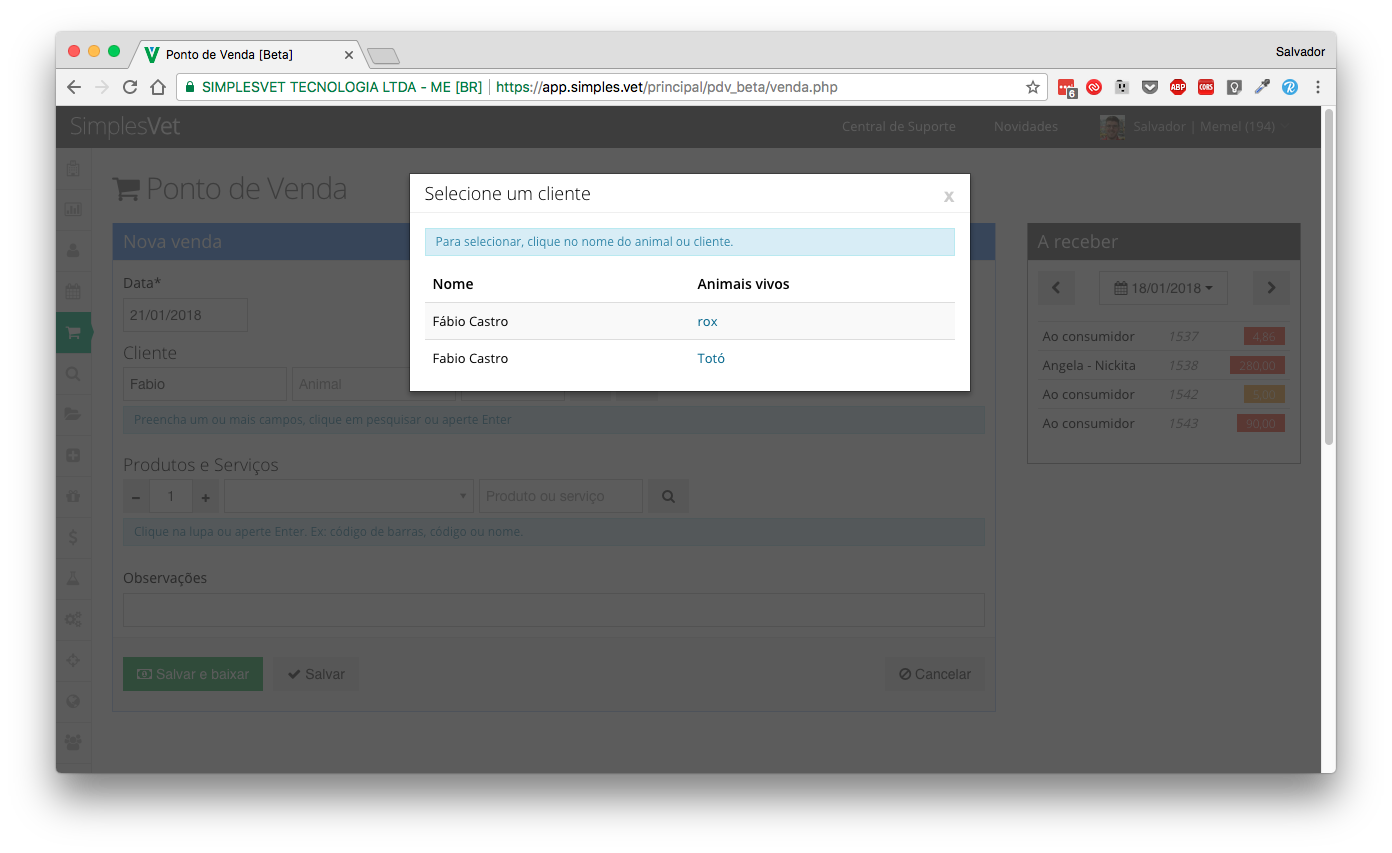 Ponto de Venda [Beta]
Salvador
SIMPLESVET TECNOLOGIA LTDA - ME [BR] https://app.simples.vet/principal/pdv_beta/venda.php
6
ABP
CORS
SimplesVet
Central de Suporte
Novidades
Salvador | Memel (194)
Ponto de Venda
Selecione um cliente
x
Para selecionar, clique no nome do animal ou cliente.
Nome Animais vivos
Fábio Castro rox
Fabio Castro Totó
Nova venda
Data*
21/01/2018
Cliente
Fabio
Animal
Preencha um ou mais campos, clique em pesquisar ou aperte Enter
Produtos e Serviços
1
Produto ou serviço
Clique na lupa ou aperte Enter. Ex: código de barras, código ou nome.
Observações
Salvar e baixar
Salvar
Cancelar
A receber
18/01/2018
Ao consumidor 1537 4,86
Angela - Nickita 1538 280,00
Ao consumidor 1542 5,00
Ao consumidor 1543 90,00